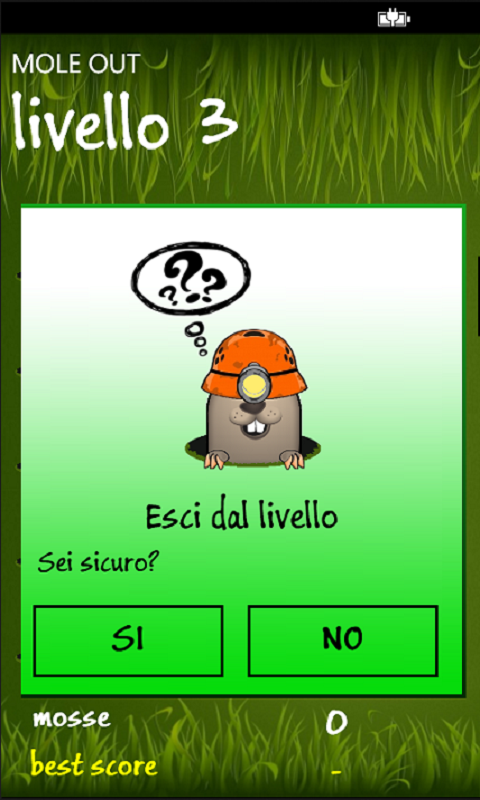 MOLE OUT
livello 3
???
??
Esci dal livello
Sei sicuro?
SI NO
mosse 0
best score -